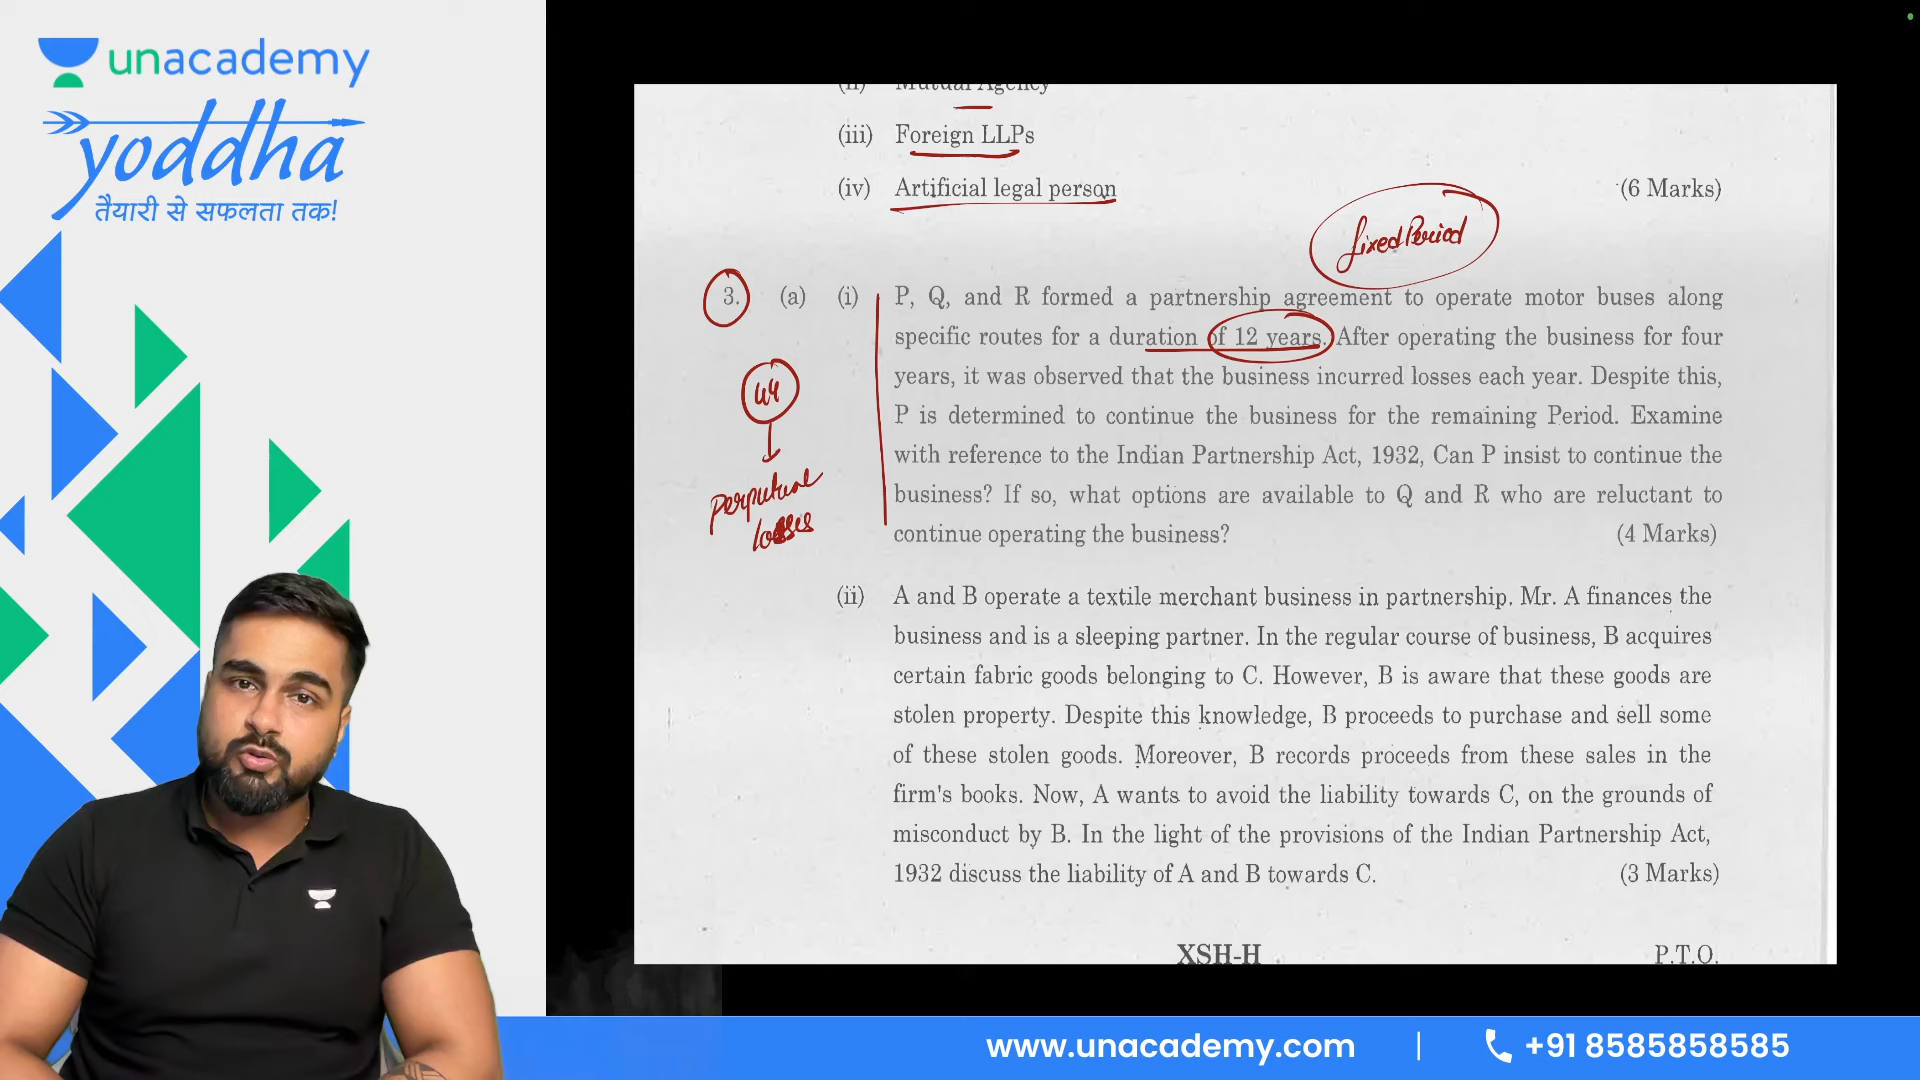 unacademy
yoddha
तैयारी से सफलता तक!
(ii) Mutual Agency
(iii) Foreign LLPs
(iv) Artificial legal person (6 Marks)
fixed Period
3. (a) (i) P, Q, and R formed a partnership agreement to operate motor buses along
specific routes for a duration of 12 years. After operating the business for four
years, it was observed that the business incurred losses each year. Despite this,
P is determined to continue the business for the remaining Period. Examine
with reference to the Indian Partnership Act, 1932, Can P insist to continue the
business? If so, what options are available to Q and R who are reluctant to
continue operating the business? (4 Marks)
perputual
losses
(ii) A and B operate a textile merchant business in partnership. Mr. A finances the
business and is a sleeping partner. In the regular course of business, B acquires
certain fabric goods belonging to C. However, B is aware that these goods are
stolen property. Despite this knowledge, B proceeds to purchase and sell some
of these stolen goods. Moreover, B records proceeds from these sales in the
firm's books. Now, A wants to avoid the liability towards C, on the grounds of
misconduct by B. In the light of the provisions of the Indian Partnership Act,
1932 discuss the liability of A and B towards C. (3 Marks)
XSH-H P.T.O.
www.unacademy.com | +91 8585858585